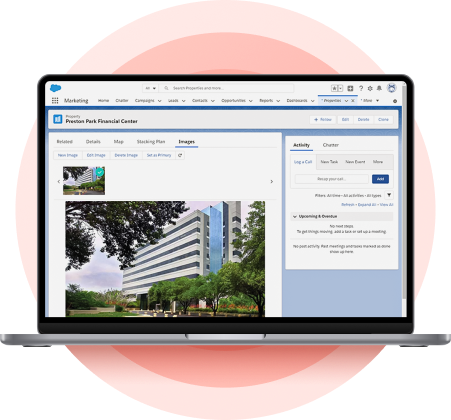 All
Search Properties and more...
Marketing Home Chatter Campaigns Leads Contacts Opportunities Reports Dashboards * Properties * More
Property
Preston Park Financial Center
+ Follow Edit Delete Clone
Related Details Map Stacking Plan Images
New Image Edit Image Delete Image Set as Primary
Activity Chatter
Log a Call New Task New Event More
Recap your call...
Add
Filters: All time • All activities • All types
Refresh • Expand All • View All
Upcoming & Overdue
No next steps.
To get things moving, add a task or set up a meeting.
No past activity. Past meetings and tasks marked as done
show up here.